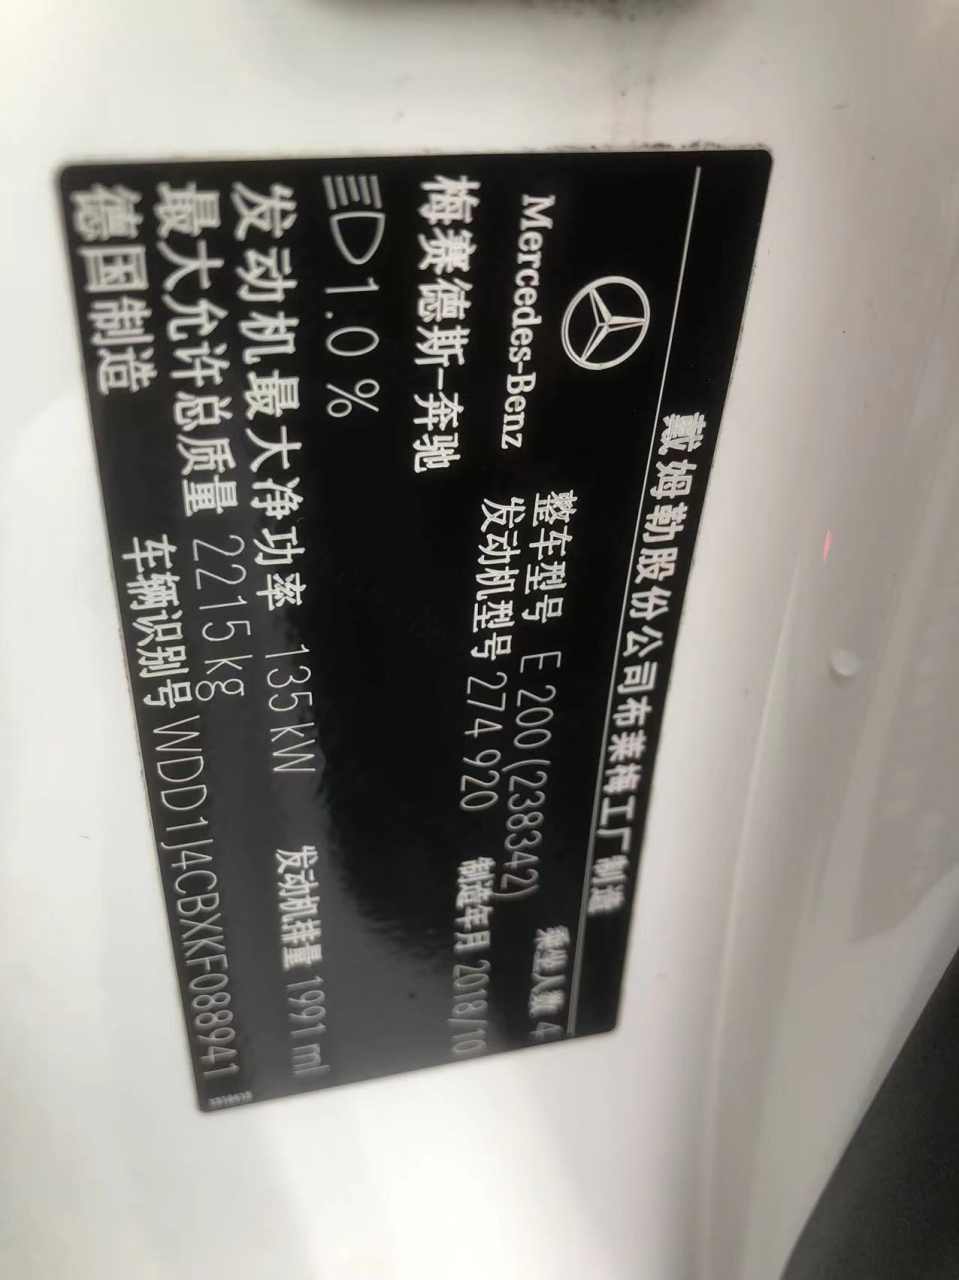 戴姆勒股份公司布莱梅工厂 制造
Mercedes-Benz
梅赛德斯-奔驰
整车型号 E 200(238342)
乘坐人数 4
发动机型号 274 920
制造年月 2018/10
1.0 %
发动机最大净功率 135kW
发动机排量 1991 ml
最大允许总质量 2215kg
德国制造
车辆识别号 WDD1J4CBXKF088941